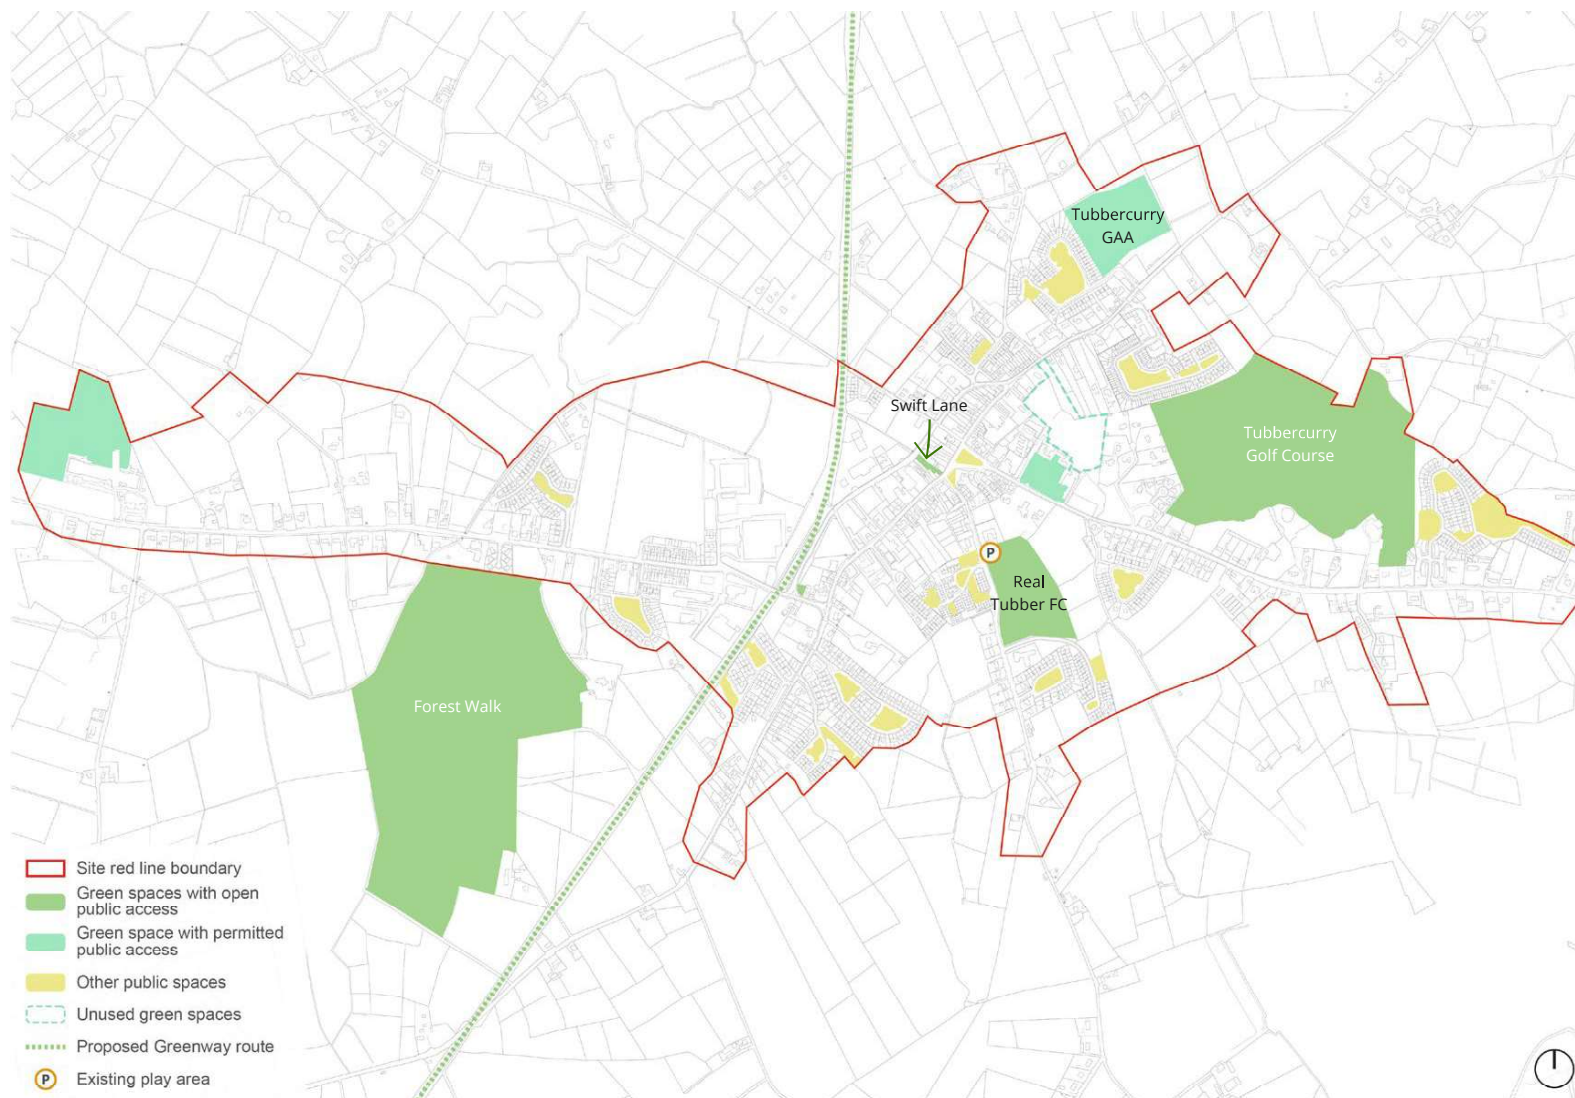 Tubbercurry
GAA
Swift Lane
Tubbercurry
Golf Course
P
Real
Tubber FC
Forest Walk
Site red line boundary
Green spaces with open
public access
Green space with permitted
public access
Other public spaces
Unused green spaces
Proposed Greenway route
P
Existing play area